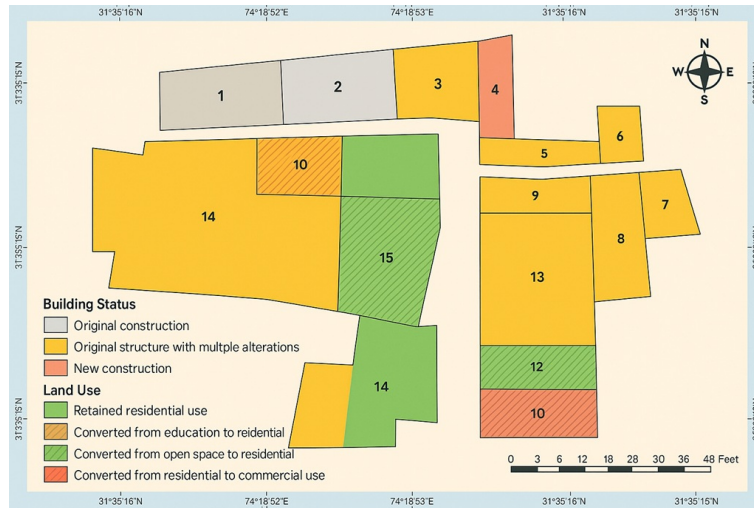 31°35'16"N 74°18'52"E 74°18'53"E 31°35'16"N 31°35'15"N
N
W E
S
1
2
3
4
5
6
7
8
9
10
14
15
13
12
10
14
Building Status
Original construction
Original structure with multple alterations
New construction
Land Use
Retained residential use
Converted from education to reidential
Converted from open space to residential
Converted from residential to commercial use
0 3 6 12 18 28 30 36 48 Feet
31°35'16"N 74°18'52"E 74°18'53"E 31°35'16"N 31°35'15"N